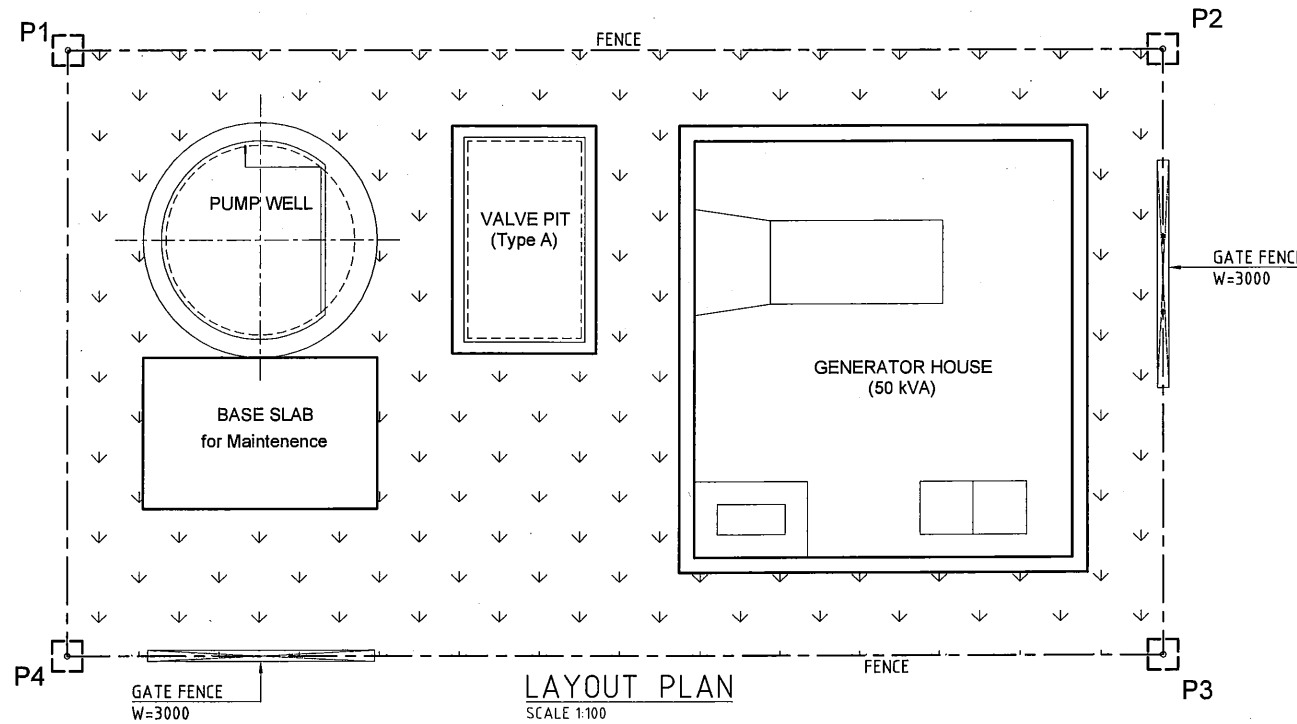 P1
P2
FENCE
PUMP WELL
VALVE PIT
(Type A)
GATE FENCE
W=3000
GENERATOR HOUSE
(50 kVA)
BASE SLAB
for Maintenence
P4
FENCE
P3
GATE FENCE
W=3000
LAYOUT PLAN
SCALE 1:100